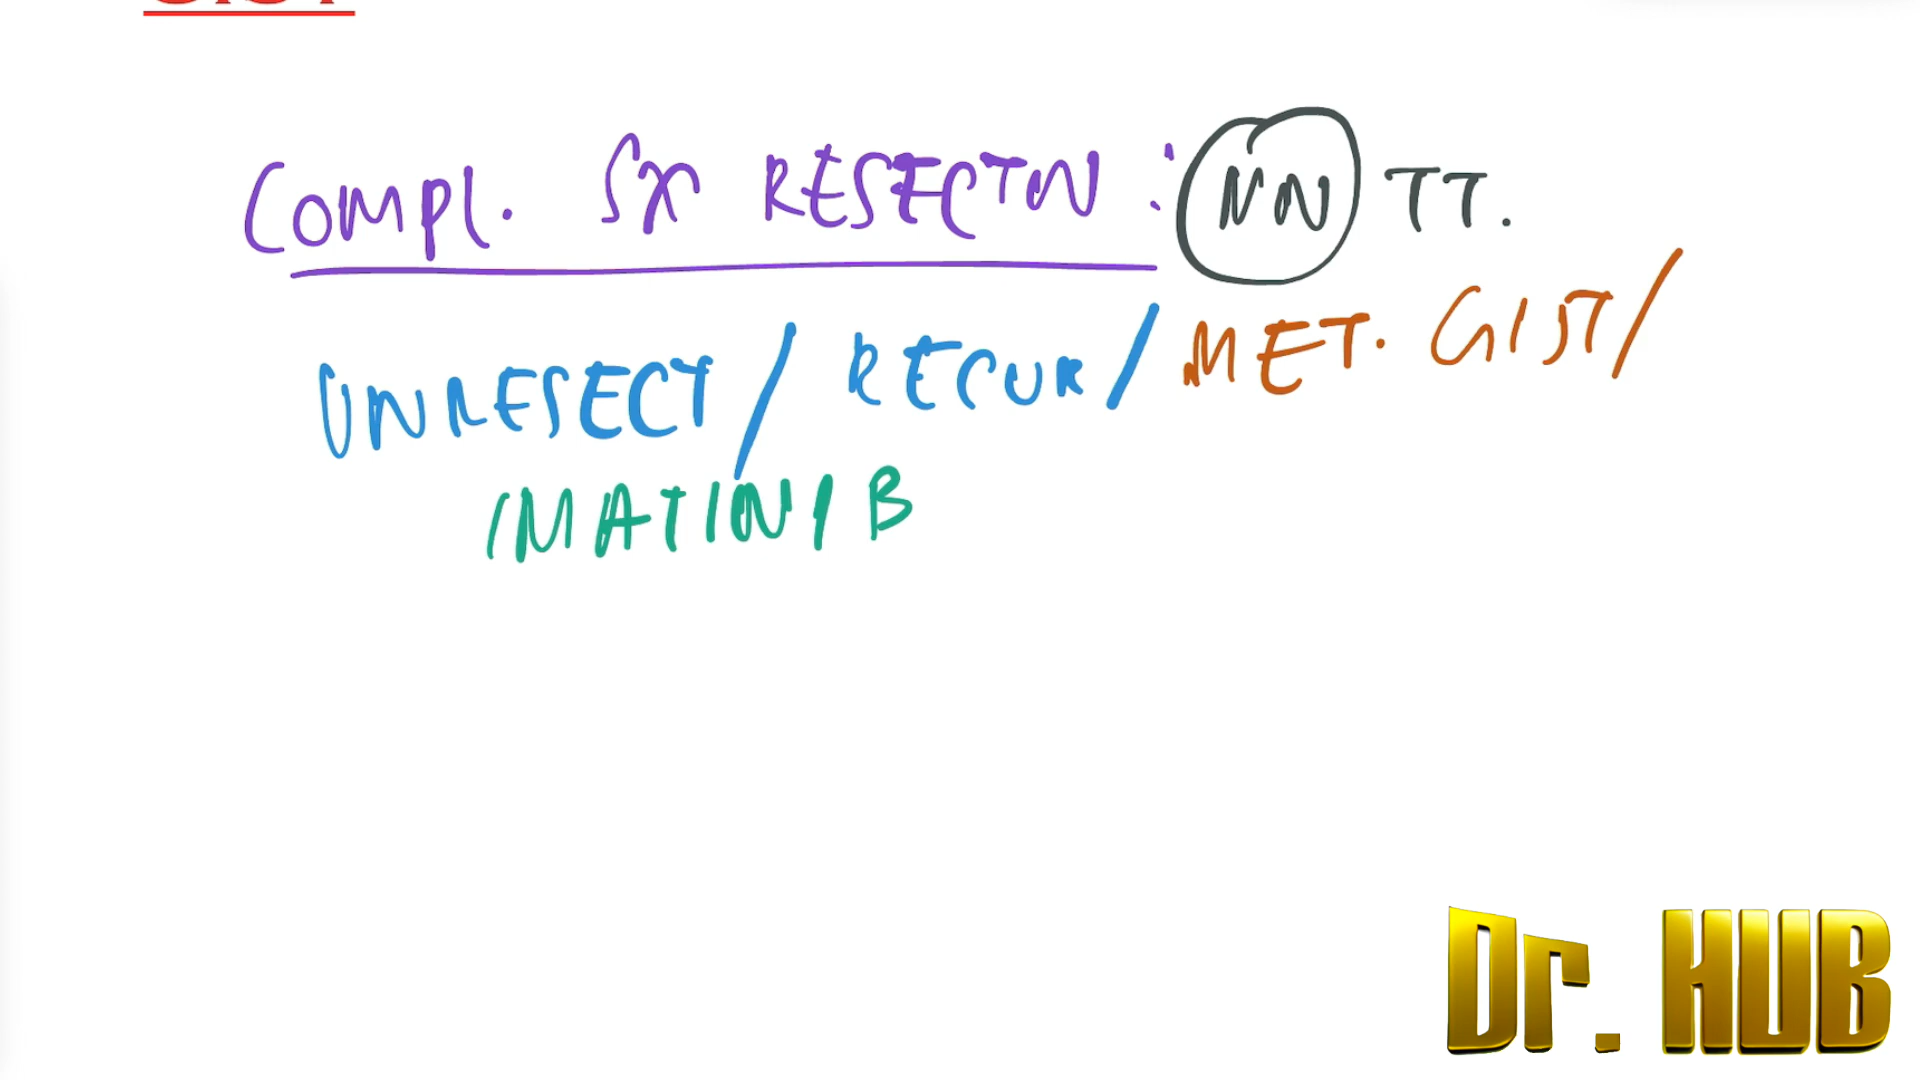 COMPL. SX RESECTN : NN TT.
UNRESECT / RECUR / MET. GIST /
IMATINIB
Dr. HUB